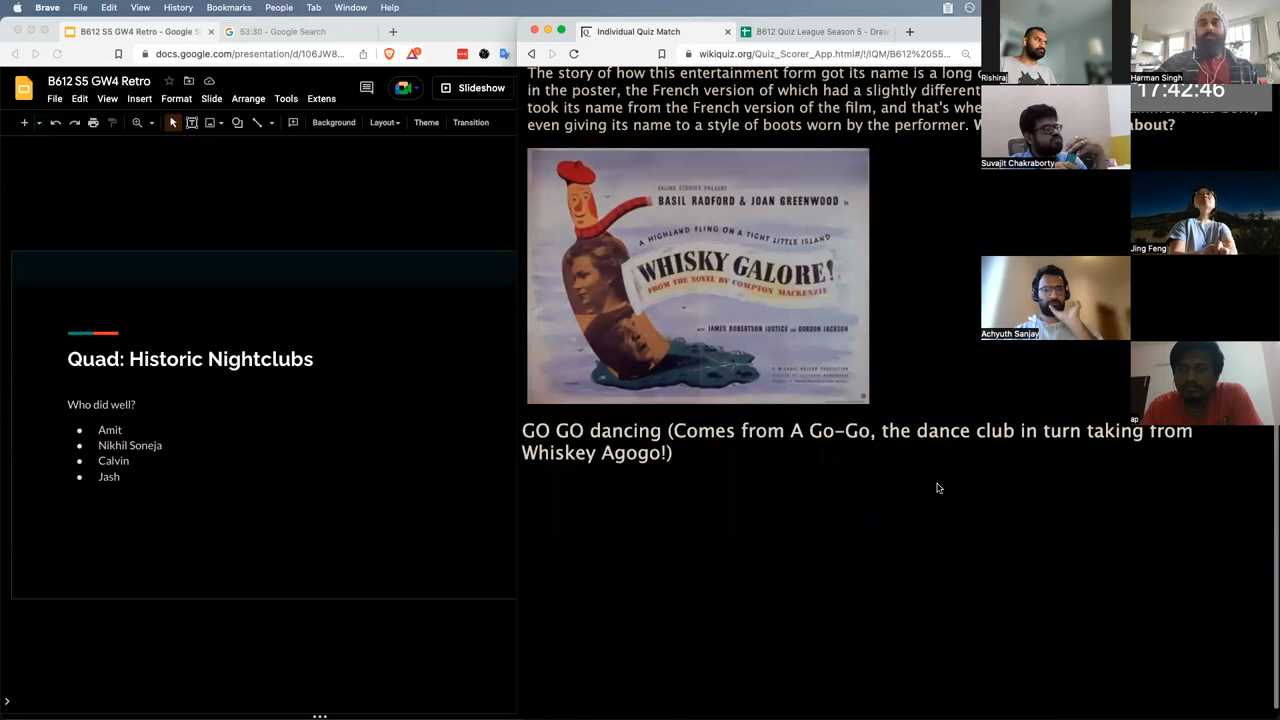 Brave File Edit View History Bookmarks People Tab Window Help
B612 S5 GW4 Retro - Google S
53:30 - Google Search
docs.google.com/presentation/d/106JW8...
B612 S5 GW4 Retro
File Edit View Insert Format Slide Arrange Tools Extens
Slideshow
Background Layout Theme Transition
Quad: Historic Nightclubs
Who did well?
Amit
Nikhil Soneja
Calvin
Jash
Individual Quiz Match
B612 Quiz League Season 5 - Draw
wikiquiz.org/Quiz_Scorer_App.html#/!/IQM/B612%20S5...
The story of how this entertainment form got its name is a long
in the poster, the French version of which had a slightly different
took its name from the French version of the film, and that's
even giving its name to a style of boots worn by the performer.
about?
EALING STUDIOS PRESENT
BASIL RADFORD & JOAN GREENWOOD in
A HIGHLAND FLING ON A TIGHT LITTLE ISLAND
WHISKY GALORE!
FROM THE NOVEL BY COMPTON MACKENZIE
WITH JAMES ROBERTSON JUSTICE and GORDON JACKSON
GO GO dancing (Comes from A Go-Go, the dance club in turn taking from
Whiskey Agogo!)
Rishiraj
Harman Singh
17:42:46
Suvajit Chakraborty
Jing Feng
Achyuth Sanjay
ap